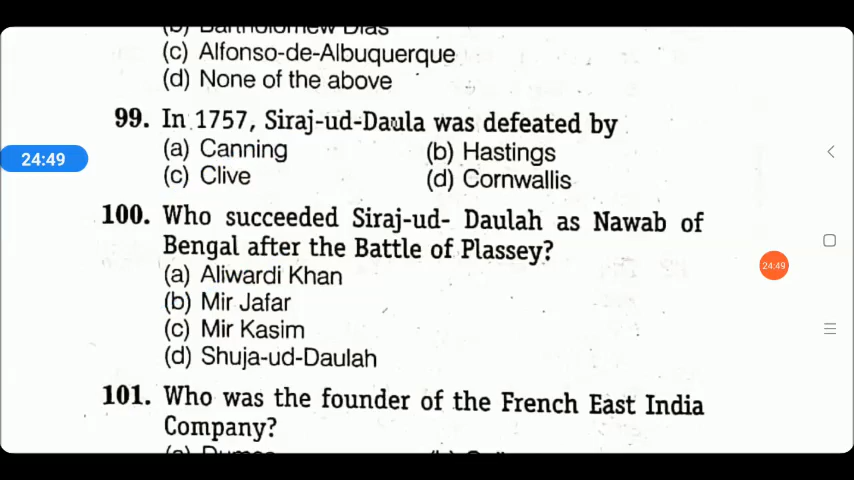 (b) Bartholomew Dias
(c) Alfonso-de-Albuquerque
(d) None of the above
99. In 1757, Siraj-ud-Daula was defeated by
(a) Canning (b) Hastings
(c) Clive (d) Cornwallis
100. Who succeeded Siraj-ud- Daulah as Nawab of
Bengal after the Battle of Plassey?
(a) Aliwardi Khan
(b) Mir Jafar
(c) Mir Kasim
(d) Shuja-ud-Daulah
101. Who was the founder of the French East India
Company?
24:49
24:49